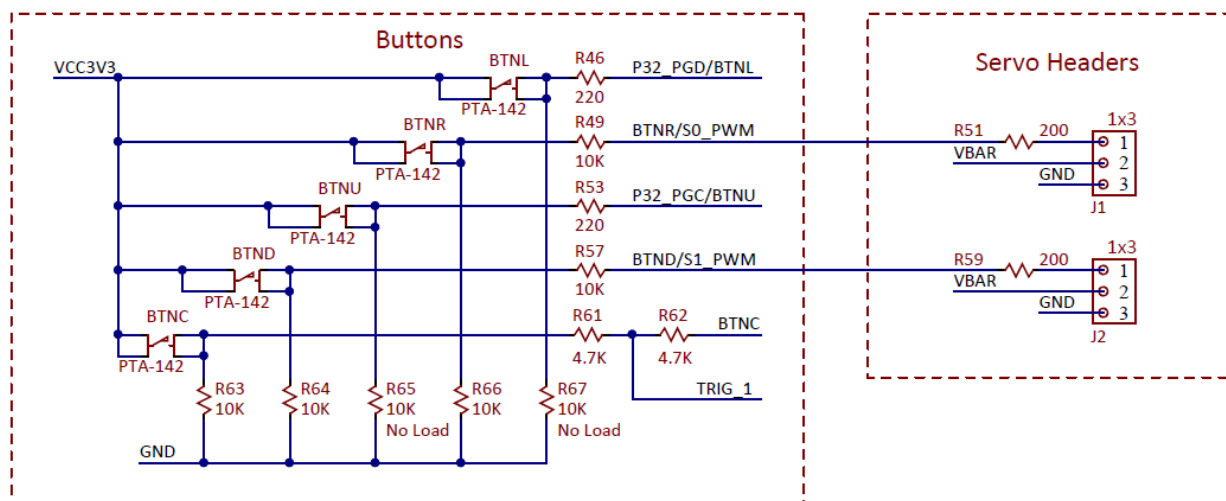 Buttons
VCC3V3
BTNL
PTA-142
R46
220
P32_PGD/BTNL
BTNR
PTA-142
R49
10K
BTNR/S0_PWM
BTNU
PTA-142
R53
220
P32_PGC/BTNU
BTND
PTA-142
R57
10K
BTND/S1_PWM
BTNC
PTA-142
R61
4.7K
R62
4.7K
BTNC
TRIG_1
R63
10K
R64
10K
R65
10K
No Load
R66
10K
R67
10K
No Load
GND
Servo Headers
R51
200
VBAR
GND
1x3
1
2
3
J1
R59
200
VBAR
GND
1x3
1
2
3
J2